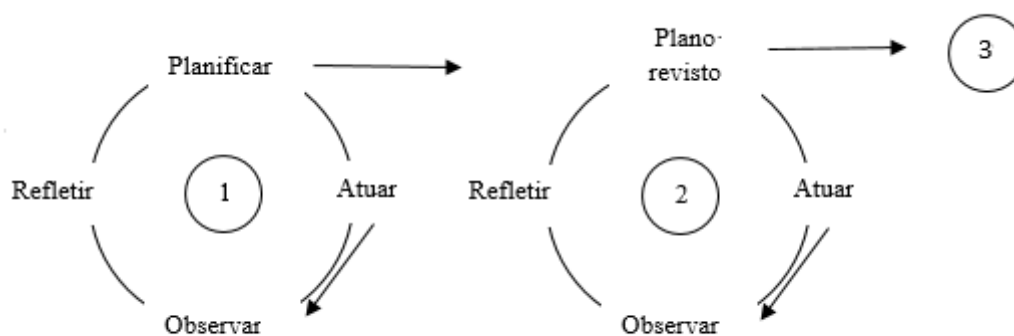 Planificar
Refletir
1
Atuar
Observar
Plano·
revisto
Refletir
2
Atuar
Observar
3